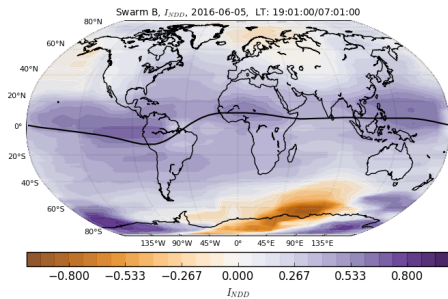 Swarm B, I_NDD, 2016-06-05, LT: 19:01:00/07:01:00
80°N
60°N
40°N
20°N
0°
20°S
40°S
60°S
80°S
135°W 90°W 45°W 0° 45°E 90°E 135°E
−0.800 −0.533 −0.267 0.000 0.267 0.533 0.800
I_NDD